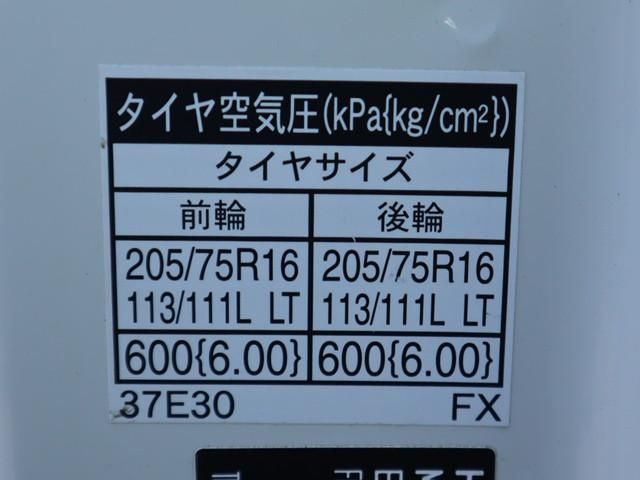 タイヤ空気圧(kPa{kg/cm²})
タイヤサイズ
前輪 後輪
205/75R16 205/75R16
113/111L LT 113/111L LT
600{6.00} 600{6.00}
37E30 FX